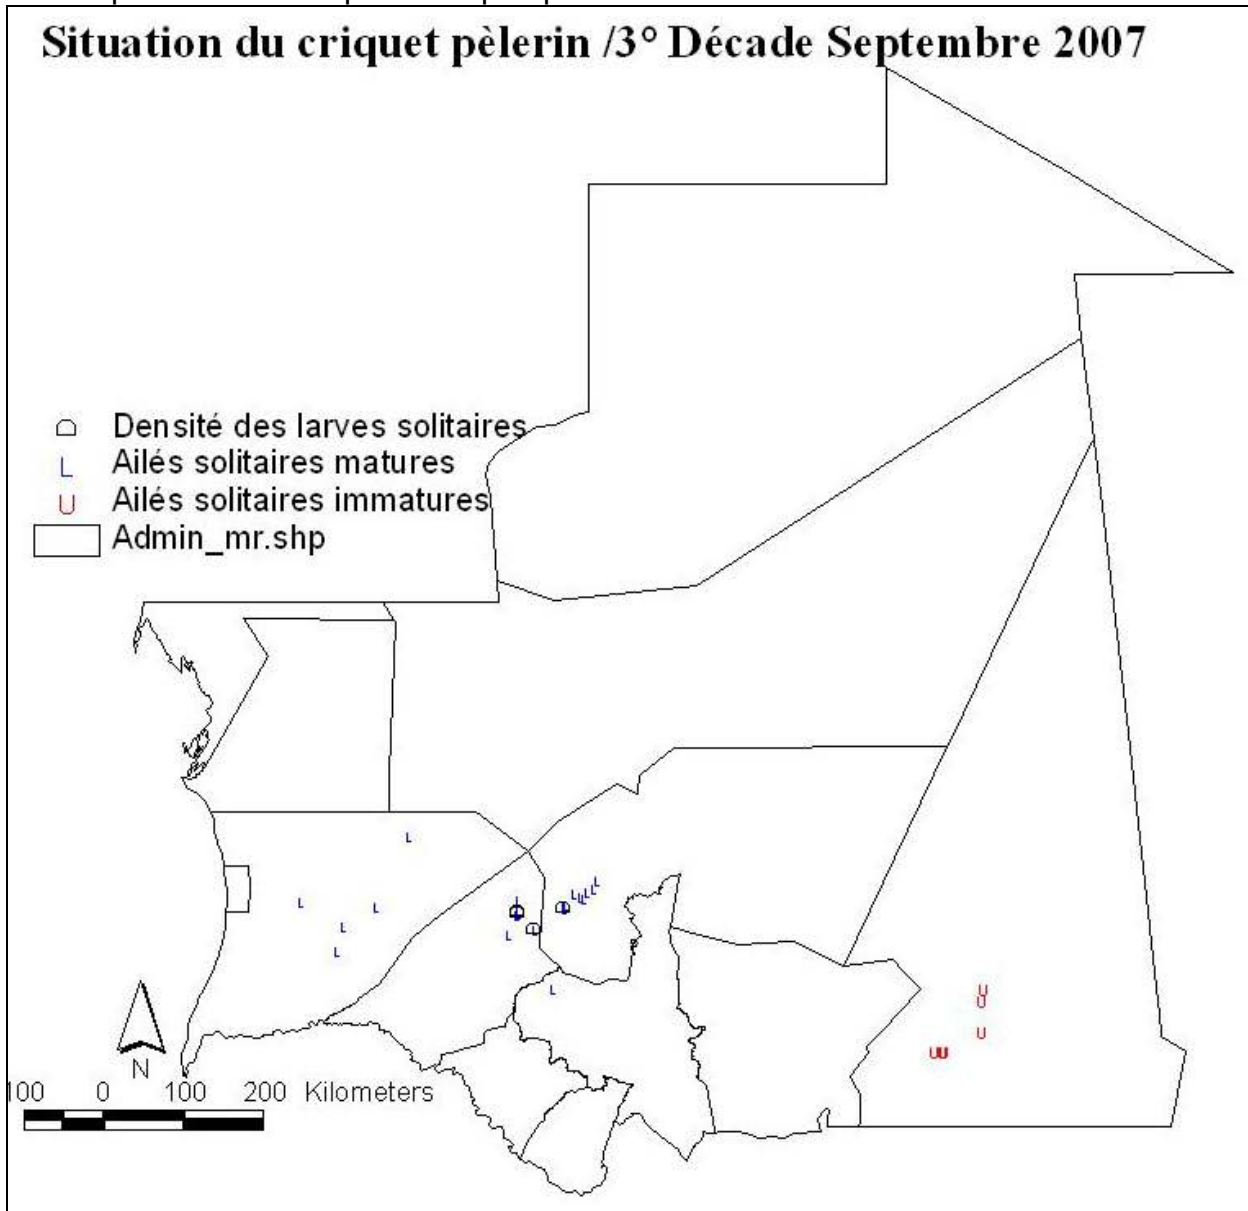 Situation du criquet pèlerin /3° Décade Septembre 2007
Densité des larves solitaires
L Ailés solitaires matures
U Ailés solitaires immatures
Admin_mr.shp
L
L
L
L
L
L
L
L
U
U
U
N
100 0 100 200 Kilometers